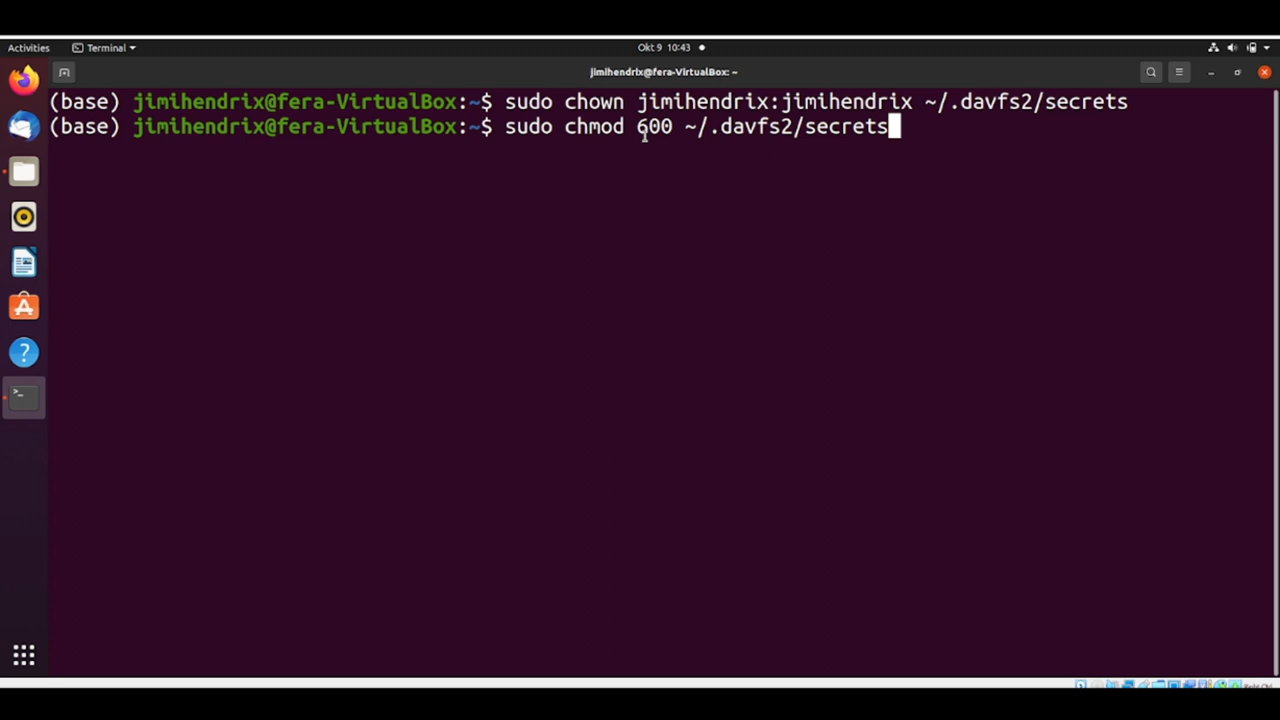 Activities
Terminal
Okt 9 10:43
jimihendrix@fera-VirtualBox: ~
(base) jimihendrix@fera-VirtualBox:~$ sudo chown jimihendrix:jimihendrix ~/.davfs2/secrets
(base) jimihendrix@fera-VirtualBox:~$ sudo chmod 600 ~/.davfs2/secrets